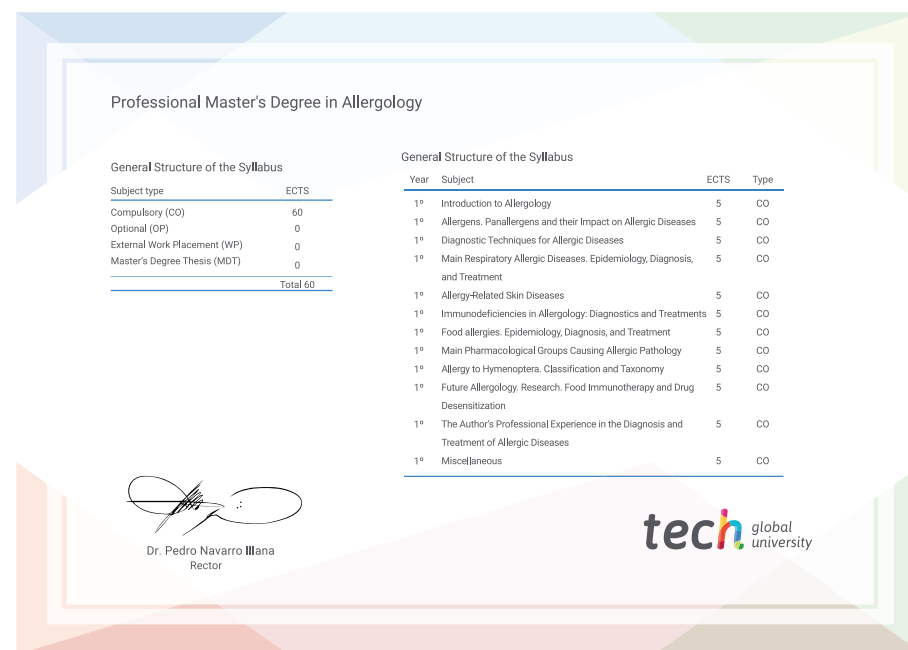 Professional Master's Degree in Allergology
General Structure of the Syllabus
Subject type ECTS
Compulsory (CO) 60
Optional (OP) 0
External Work Placement (WP) 0
Master's Degree Thesis (MDT) 0
Total 60
General Structure of the Syllabus
Year Subject ECTS Type
1º Introduction to Allergology 5 CO
1º Allergens. Panallergens and their Impact on Allergic Diseases 5 CO
1º Diagnostic Techniques for Allergic Diseases 5 CO
1º Main Respiratory Allergic Diseases. Epidemiology, Diagnosis, 5 CO
and Treatment
1º Allergy-Related Skin Diseases 5 CO
1º Immunodeficiencies in Allergology: Diagnostics and Treatments 5 CO
1º Food allergies. Epidemiology, Diagnosis, and Treatment 5 CO
1º Main Pharmacological Groups Causing Allergic Pathology 5 CO
1º Allergy to Hymenoptera. Classification and Taxonomy 5 CO
1º Future Allergology. Research. Food Immunotherapy and Drug 5 CO
Desensitization
1º The Author's Professional Experience in the Diagnosis and 5 CO
Treatment of Allergic Diseases
1º Miscellaneous 5 CO
Dr. Pedro Navarro Illana
Rector
tech global
university